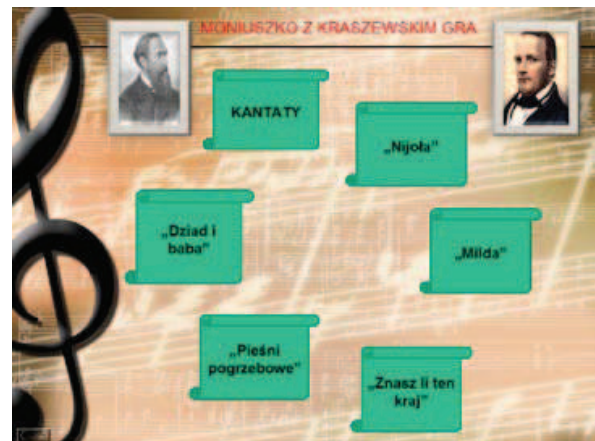 MONIUSZKO Z KRASZEWSKIM GRA
KANTATY
„Nijoła”
„Dziad i
baba”
„Milda”
„Pieśni
pogrzebowe”
„Znasz li ten
kraj”